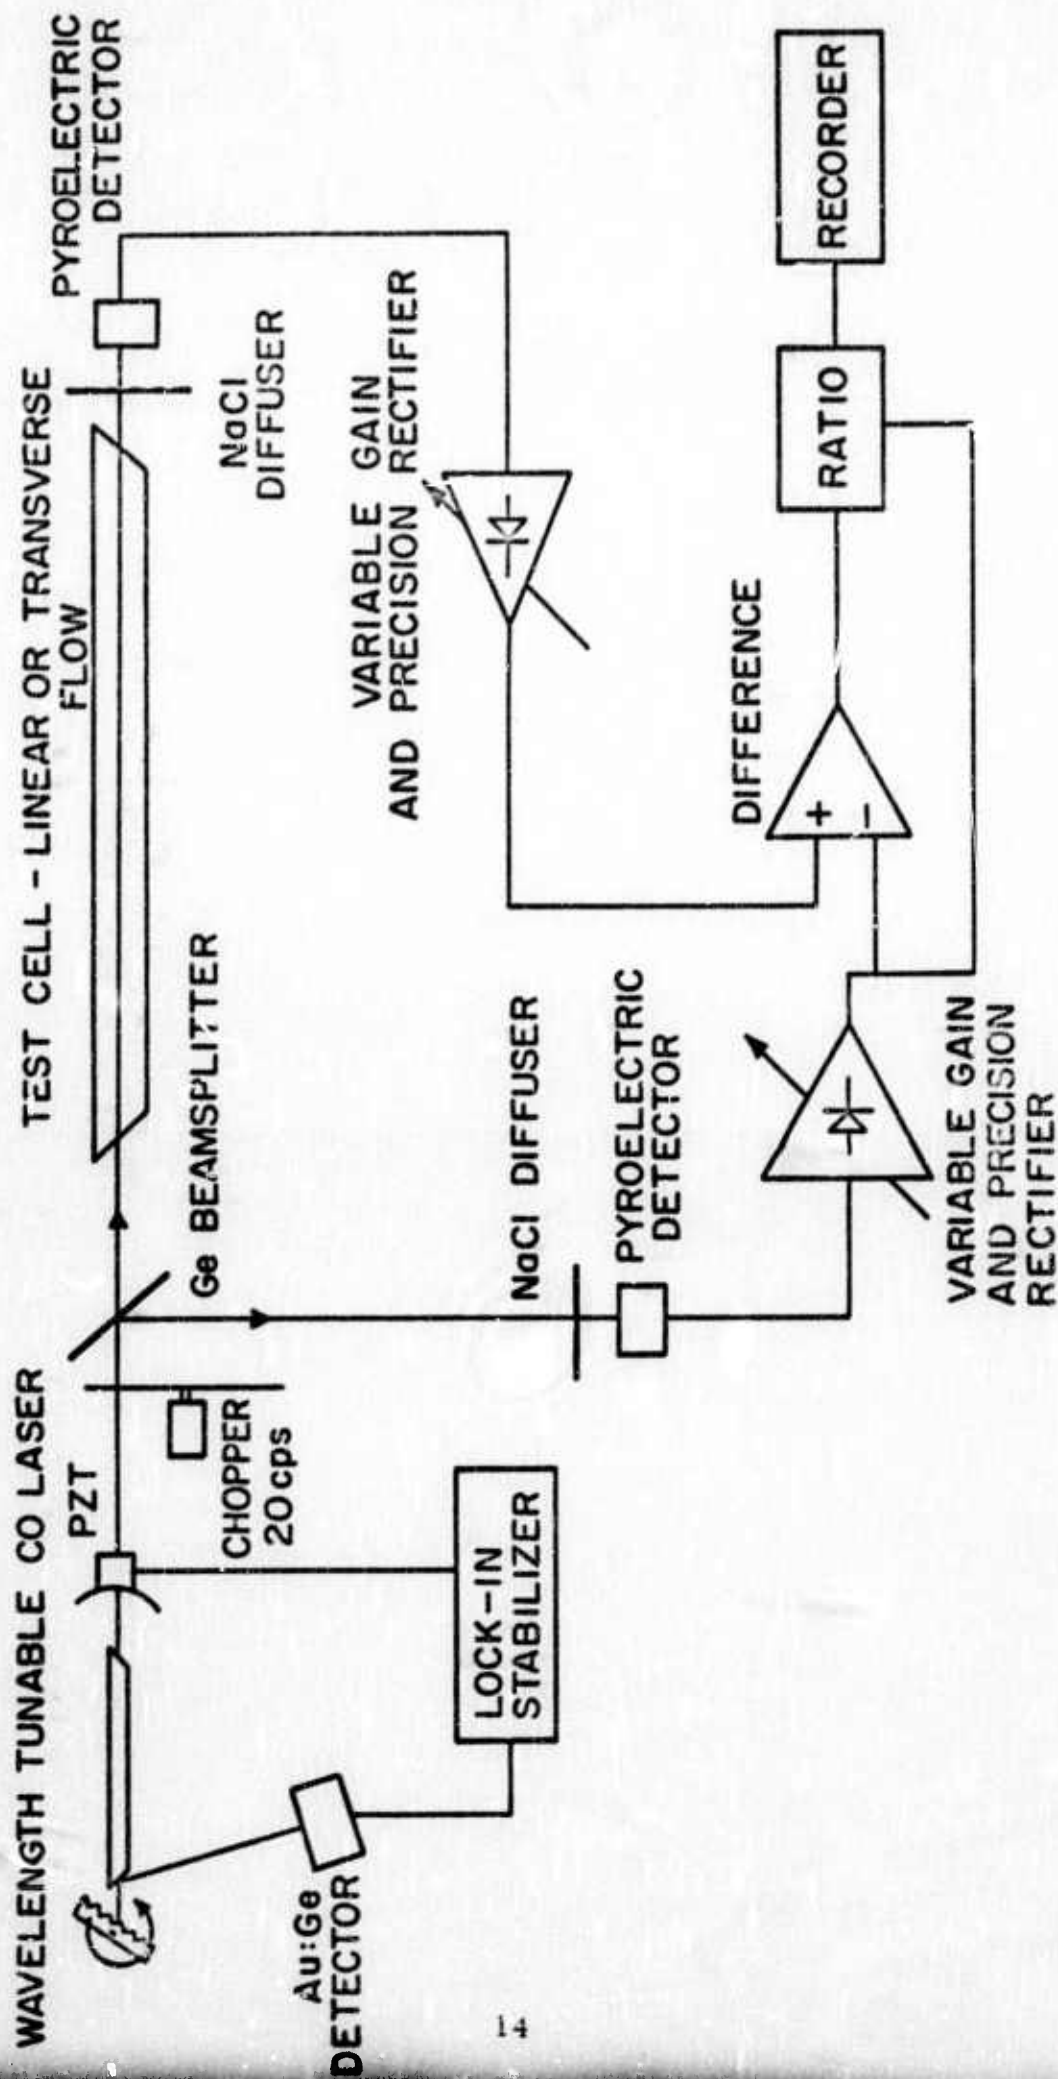 WAVELENGTH TUNABLE CO LASER
PZT
TEST CELL - LINEAR OR TRANSVERSE
FLOW
PYROELECTRIC
DETECTOR
Ge BEAMSPLITTER
NaCl
DIFFUSER
CHOPPER
20cps
Au:Ge
DETECTOR
LOCK-IN
STABILIZER
VARIABLE GAIN
AND PRECISION RECTIFIER
NaCl DIFFUSER
PYROELECTRIC
DETECTOR
DIFFERENCE
+
-
RATIO
RECORDER
VARIABLE GAIN
AND PRECISION
RECTIFIER
14